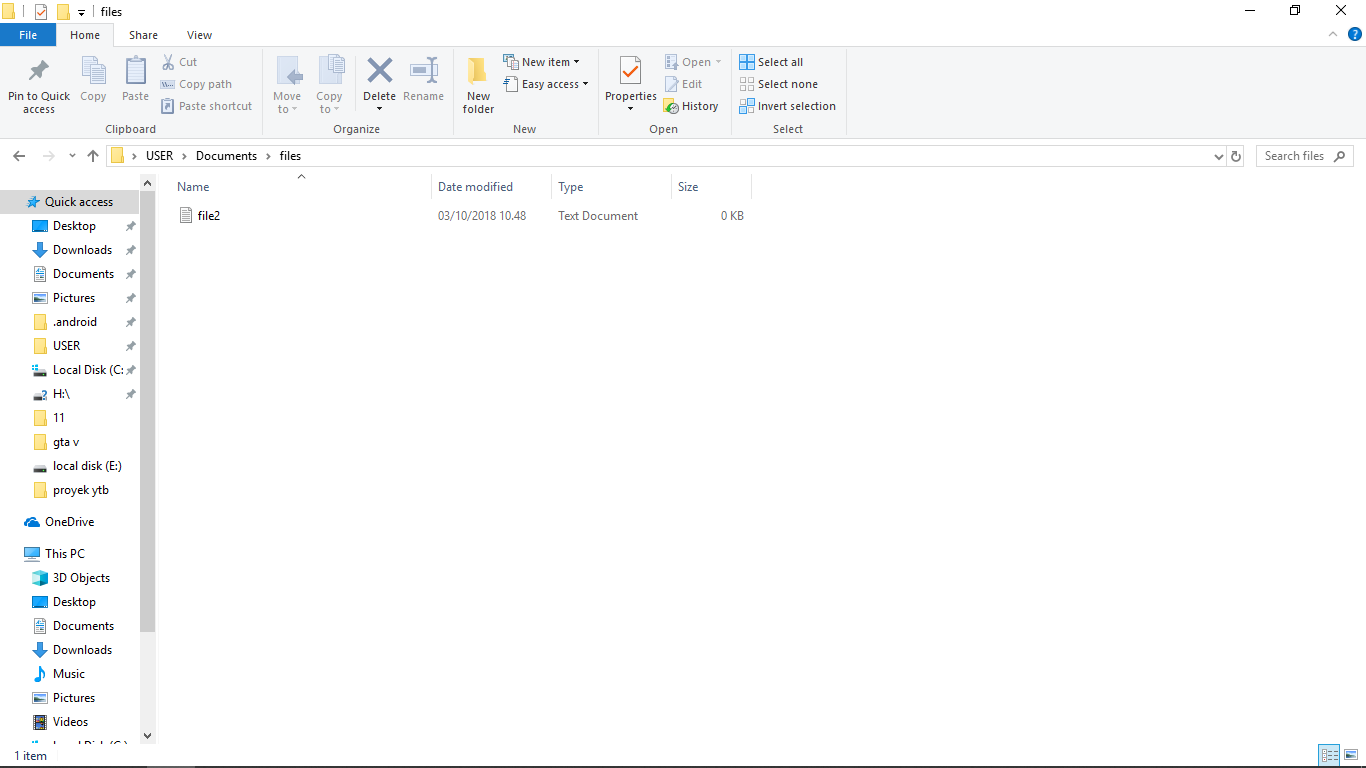 files
File Home Share View
Pin to Quick access
Copy
Paste
Cut
Copy path
Paste shortcut
Clipboard
Move to
Copy to
Delete
Rename
Organize
New folder
New item
Easy access
New
Properties
Open
Edit
History
Open
Select all
Select none
Invert selection
Select
USER > Documents > files
Search files
Name Date modified Type Size
file2 03/10/2018 10.48 Text Document 0 KB
Quick access
Desktop
Downloads
Documents
Pictures
.android
USER
Local Disk (C:
H:\
11
gta v
local disk (E:)
proyek ytb
OneDrive
This PC
3D Objects
Desktop
Documents
Downloads
Music
Pictures
Videos
1 item